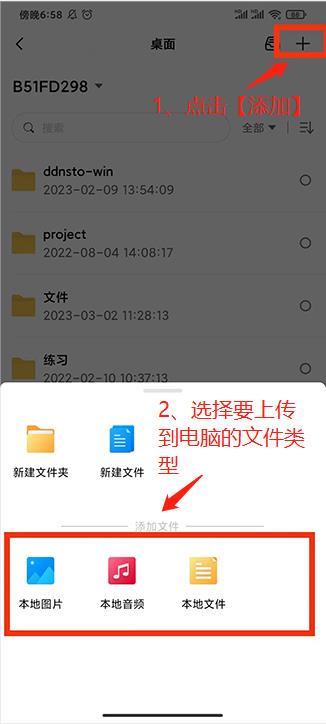 傍晚6:58
桌面
B51FD298
1、点击【添加】
搜索
全部
ddnsto-win
2023-02-09 13:54:09
project
2022-08-04 14:08:17
文件
2023-03-02 11:28:13
练习
2022-02-10 10:37:13
2、选择要上传
到电脑的文件类
型
新建文件夹
新建文件
添加文件
本地图片
本地音频
本地文件